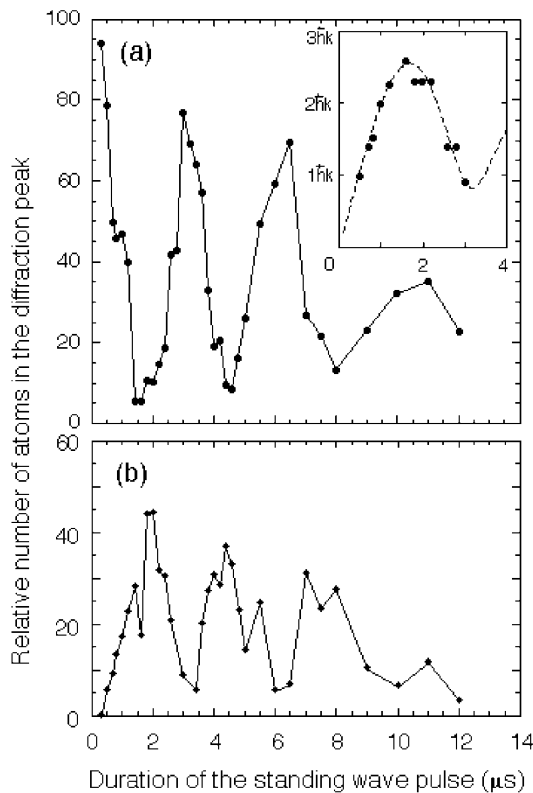 Relative number of atoms in the diffraction peak
(a)
100
80
60
40
20
0
3ħk
2ħk
1ħk
0
2
4
(b)
60
40
20
0
0 2 4 6 8 10 12 14
Duration of the standing wave pulse (μs)